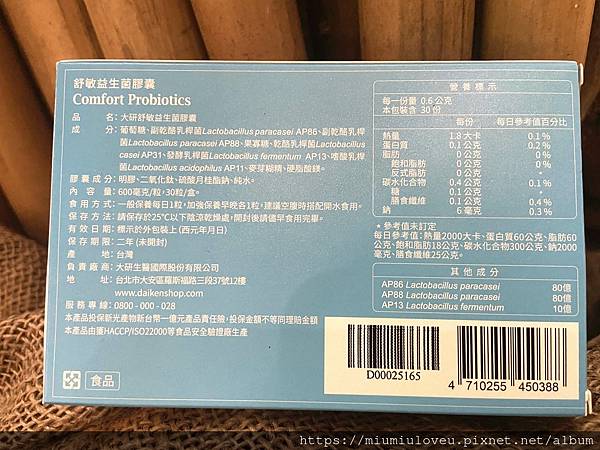 舒敏益生菌膠囊
Comfort Probiotics
品　　名：大研舒敏益生菌膠囊
成　　分：葡萄糖、副乾酪乳桿菌Lactobacillus paracasei AP86、副乾酪乳桿
菌Lactobacillus paracasei AP88、果寡糖、乾酪乳桿菌Lactobacillus
casei AP31、發酵乳桿菌Lactobacillus fermentum AP13、嗜酸乳桿
菌Lactobacillus acidophilus AP11、麥芽糊精、硬脂酸鎂。
膠囊成分：明膠、二氧化鈦、硫酸月桂酯鈉、純水。
內 容 量：600毫克/粒，30粒/盒。
食用方式：一般保養每日1粒，加強保養早晚各1粒，建議空腹時搭配開水食用。
保存方法：請保存於25℃以下陰涼乾燥處，開封後請儘早食用完畢。
有效日期：標示於外包裝上(西元年月日)
保存期限：二年(未開封)
產　　地：台灣
負責廠商：大研生醫國際股份有限公司
地　　址：台北市大安區羅斯福路三段37號12樓
www.daikenshop.com
服務專線：0800-000-028
本產品投保新光產物新台幣一億元產品責任險，投保金額不等同理賠金額
本產品由獲HACCP/ISO22000等食品安全驗證廠生產
食品
營養標示
每一份量 0.6公克
本包裝含 30份
每份 每日參考值百分比
熱量 1.8大卡 0.1%
蛋白質 0.1公克 0.2%
脂肪 0公克 0%
飽和脂肪 0公克 0%
反式脂肪 0公克 *
碳水化合物 0.4公克 0.1%
糖 0.1公克 *
膳食纖維 0.1公克 0.4%
鈉 6毫克 0.3%
*參考值未訂定
每日參考值：熱量2000大卡、蛋白質60公克、脂肪60
公克、飽和脂肪18公克、碳水化合物300公克、鈉2000
毫克、膳食纖維25公克。
其他成分
AP86 Lactobacillus paracasei 80億
AP88 Lactobacillus paracasei 80億
AP13 Lactobacillus fermentum 10億
D00025165
4 710255 450388
https://miumiuloveu.pixnet.net/album